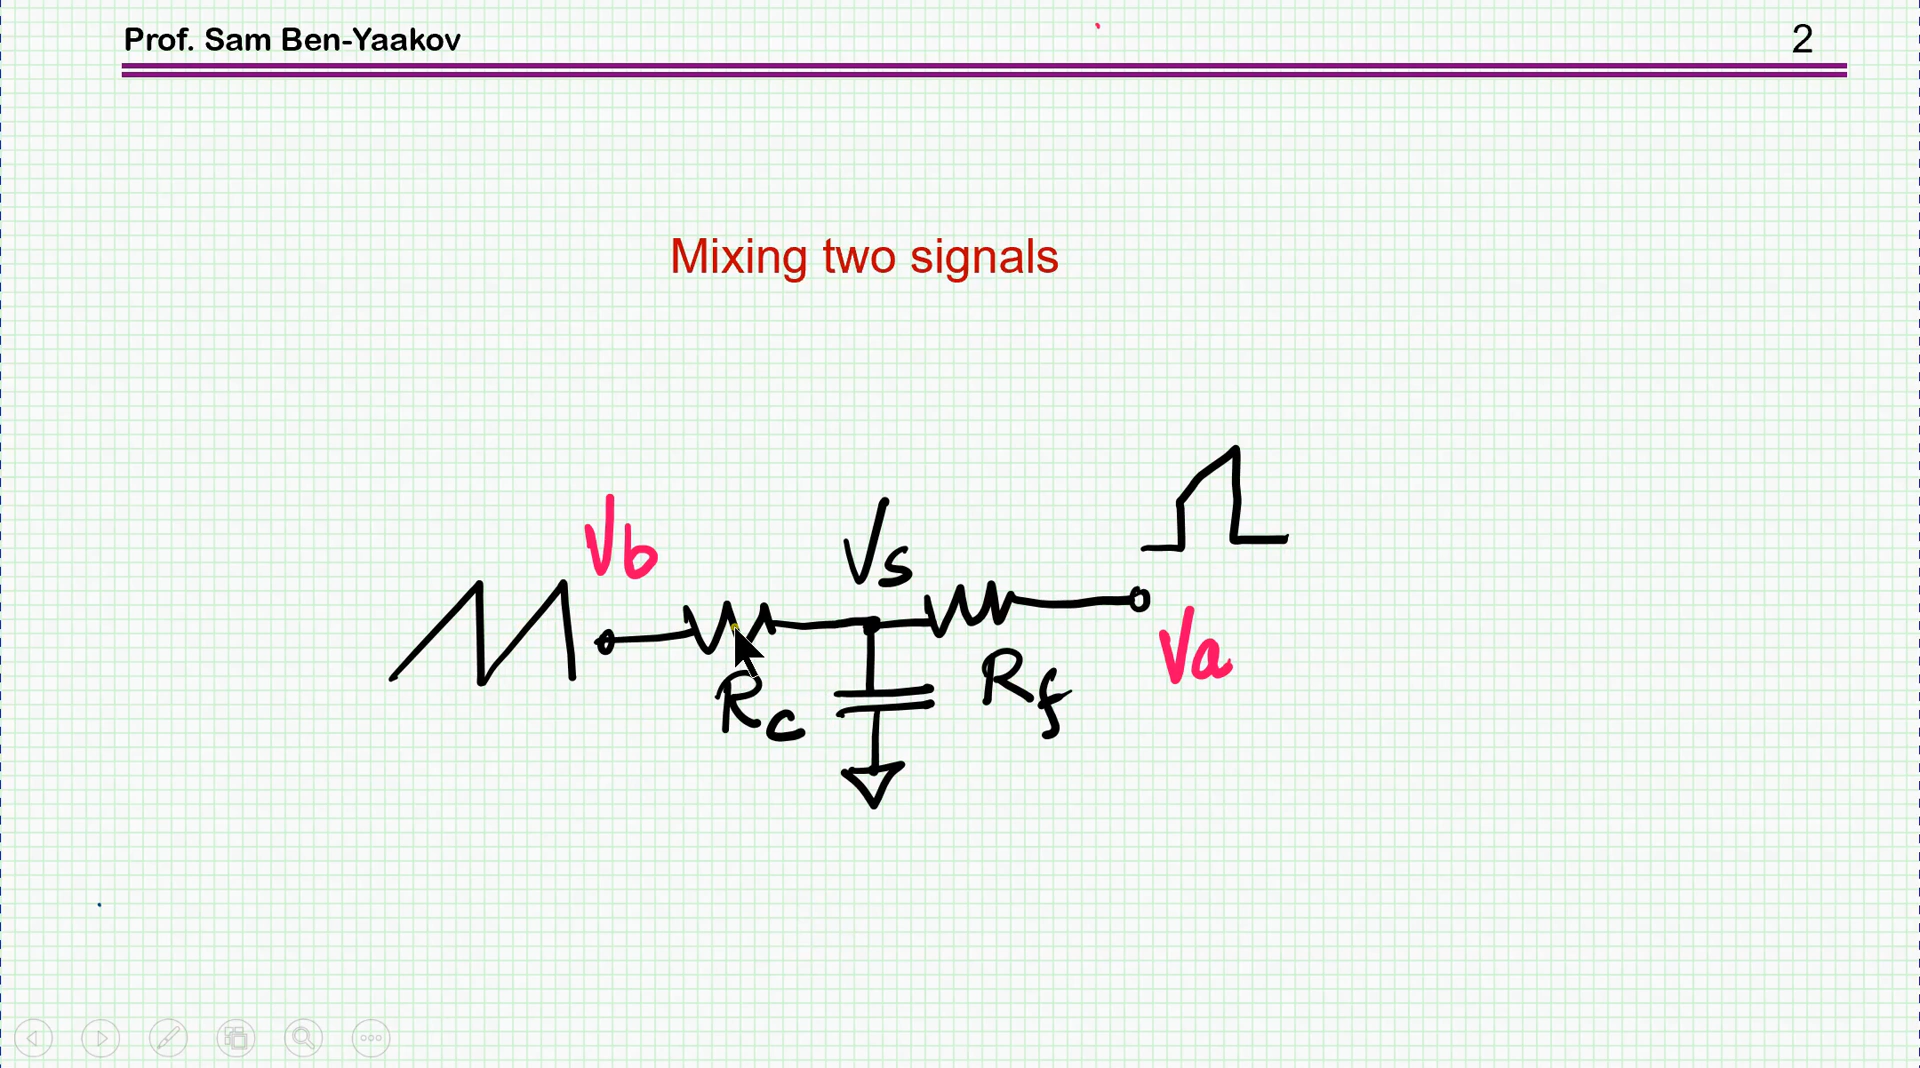 Prof. Sam Ben-Yaakov
2
Mixing two signals
Vb
Vs
Va
Rc
Rf